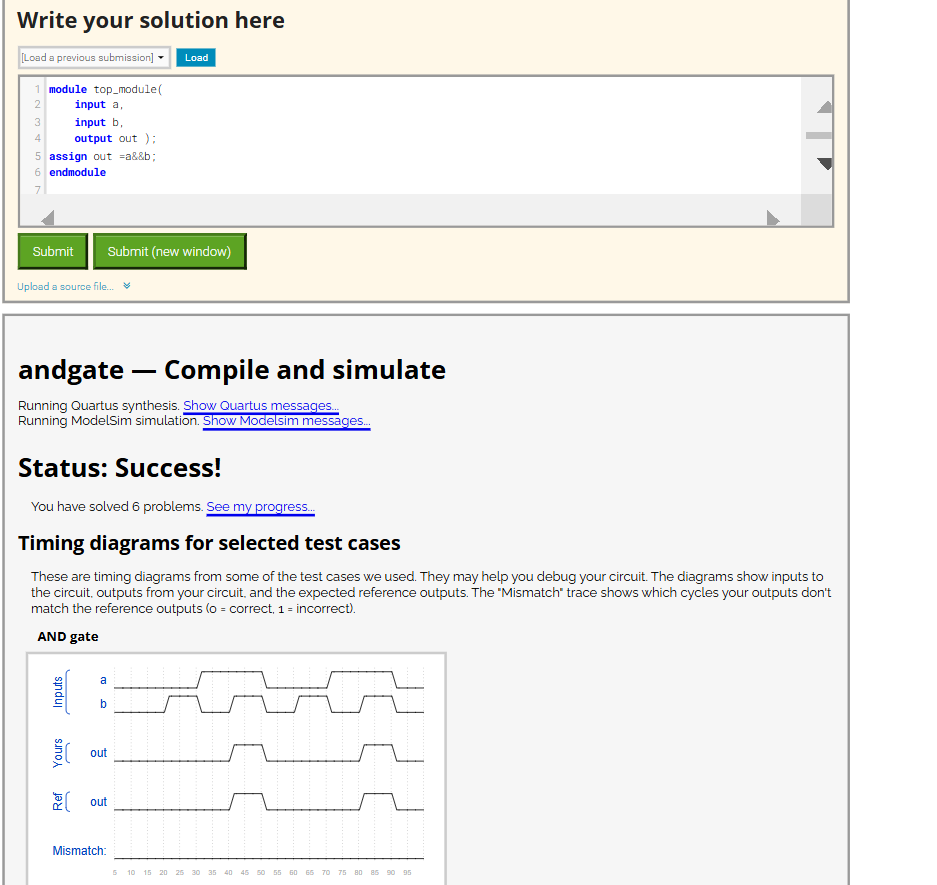 Write your solution here
[Load a previous submission] Load
1 module top_module(
2 input a,
3 input b,
4 output out );
5 assign out =a&&b;
6 endmodule
7
Submit Submit (new window)
Upload a source file...
andgate — Compile and simulate
Running Quartus synthesis. Show Quartus messages...
Running ModelSim simulation. Show Modelsim messages...
Status: Success!
You have solved 6 problems. See my progress...
Timing diagrams for selected test cases
These are timing diagrams from some of the test cases we used. They may help you debug your circuit. The diagrams show inputs to
the circuit, outputs from your circuit, and the expected reference outputs. The "Mismatch" trace shows which cycles your outputs don't
match the reference outputs (0 = correct, 1 = incorrect).
AND gate
Inputs
a
b
Yours
out
Ref
out
Mismatch:
5 10 15 20 25 30 35 40 45 50 55 60 65 70 75 80 85 90 95